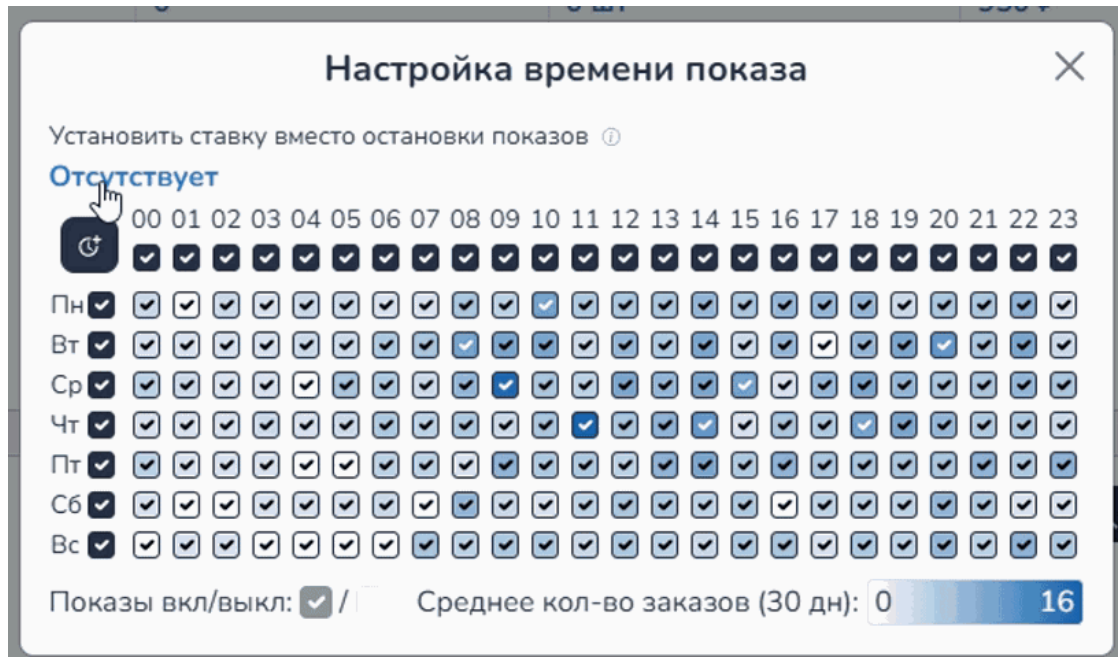 Настройка времени показа
Установить ставку вместо остановки показов
Отсутствует
00 01 02 03 04 05 06 07 08 09 10 11 12 13 14 15 16 17 18 19 20 21 22 23
Пн
Вт
Ср
Чт
Пт
Сб
Вс
Показы вкл/выкл: / Среднее кол-во заказов (30 дн): 0 16